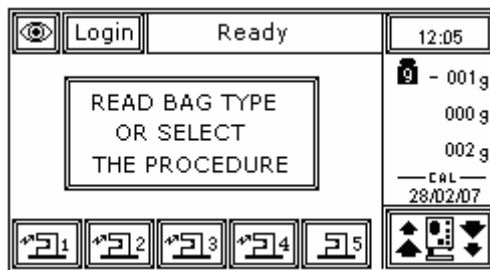 Login
Ready
12:05
READ BAG TYPE
OR SELECT
THE PROCEDURE
g - 001g
000 g
002 g
CAL
28/02/07
1
2
3
4
5